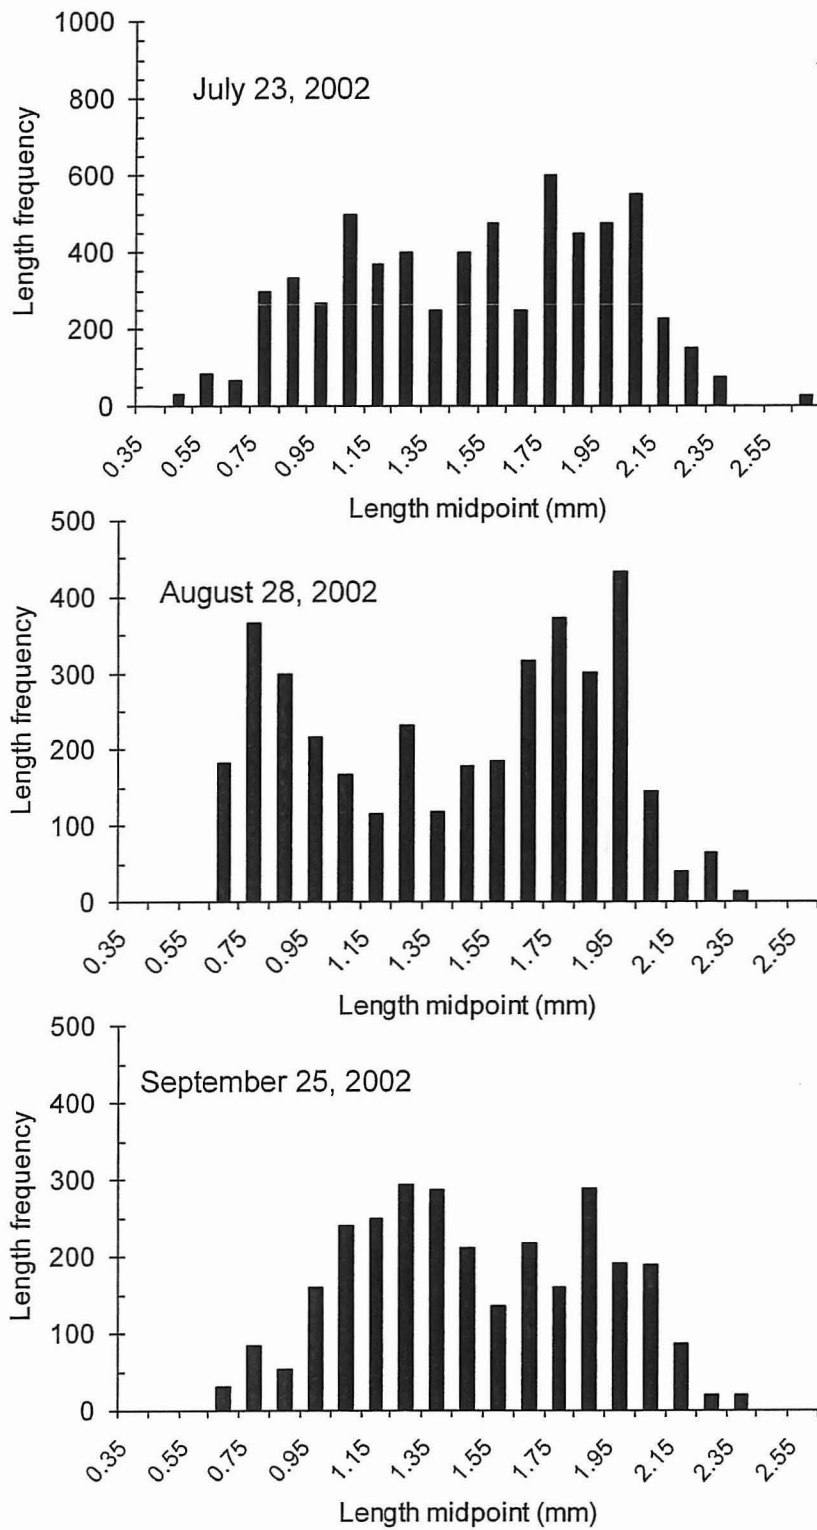 1000
800
600
400
200
0
Length frequency
July 23, 2002
0.35 0.55 0.75 0.95 1.15 1.35 1.55 1.75 1.95 2.15 2.35 2.55
Length midpoint (mm)
500
400
300
200
100
0
Length frequency
August 28, 2002
0.35 0.55 0.75 0.95 1.15 1.35 1.55 1.75 1.95 2.15 2.35 2.55
Length midpoint (mm)
500
400
300
200
100
0
Length frequency
September 25, 2002
0.35 0.55 0.75 0.95 1.15 1.35 1.55 1.75 1.95 2.15 2.35 2.55
Length midpoint (mm)